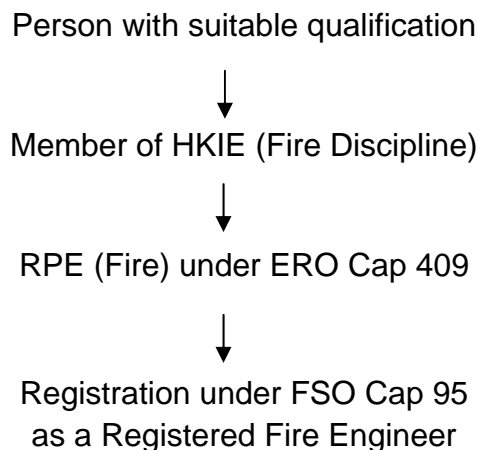 Person with suitable qualification
Member of HKIE (Fire Discipline)
RPE (Fire) under ERO Cap 409
Registration under FSO Cap 95
as a Registered Fire Engineer